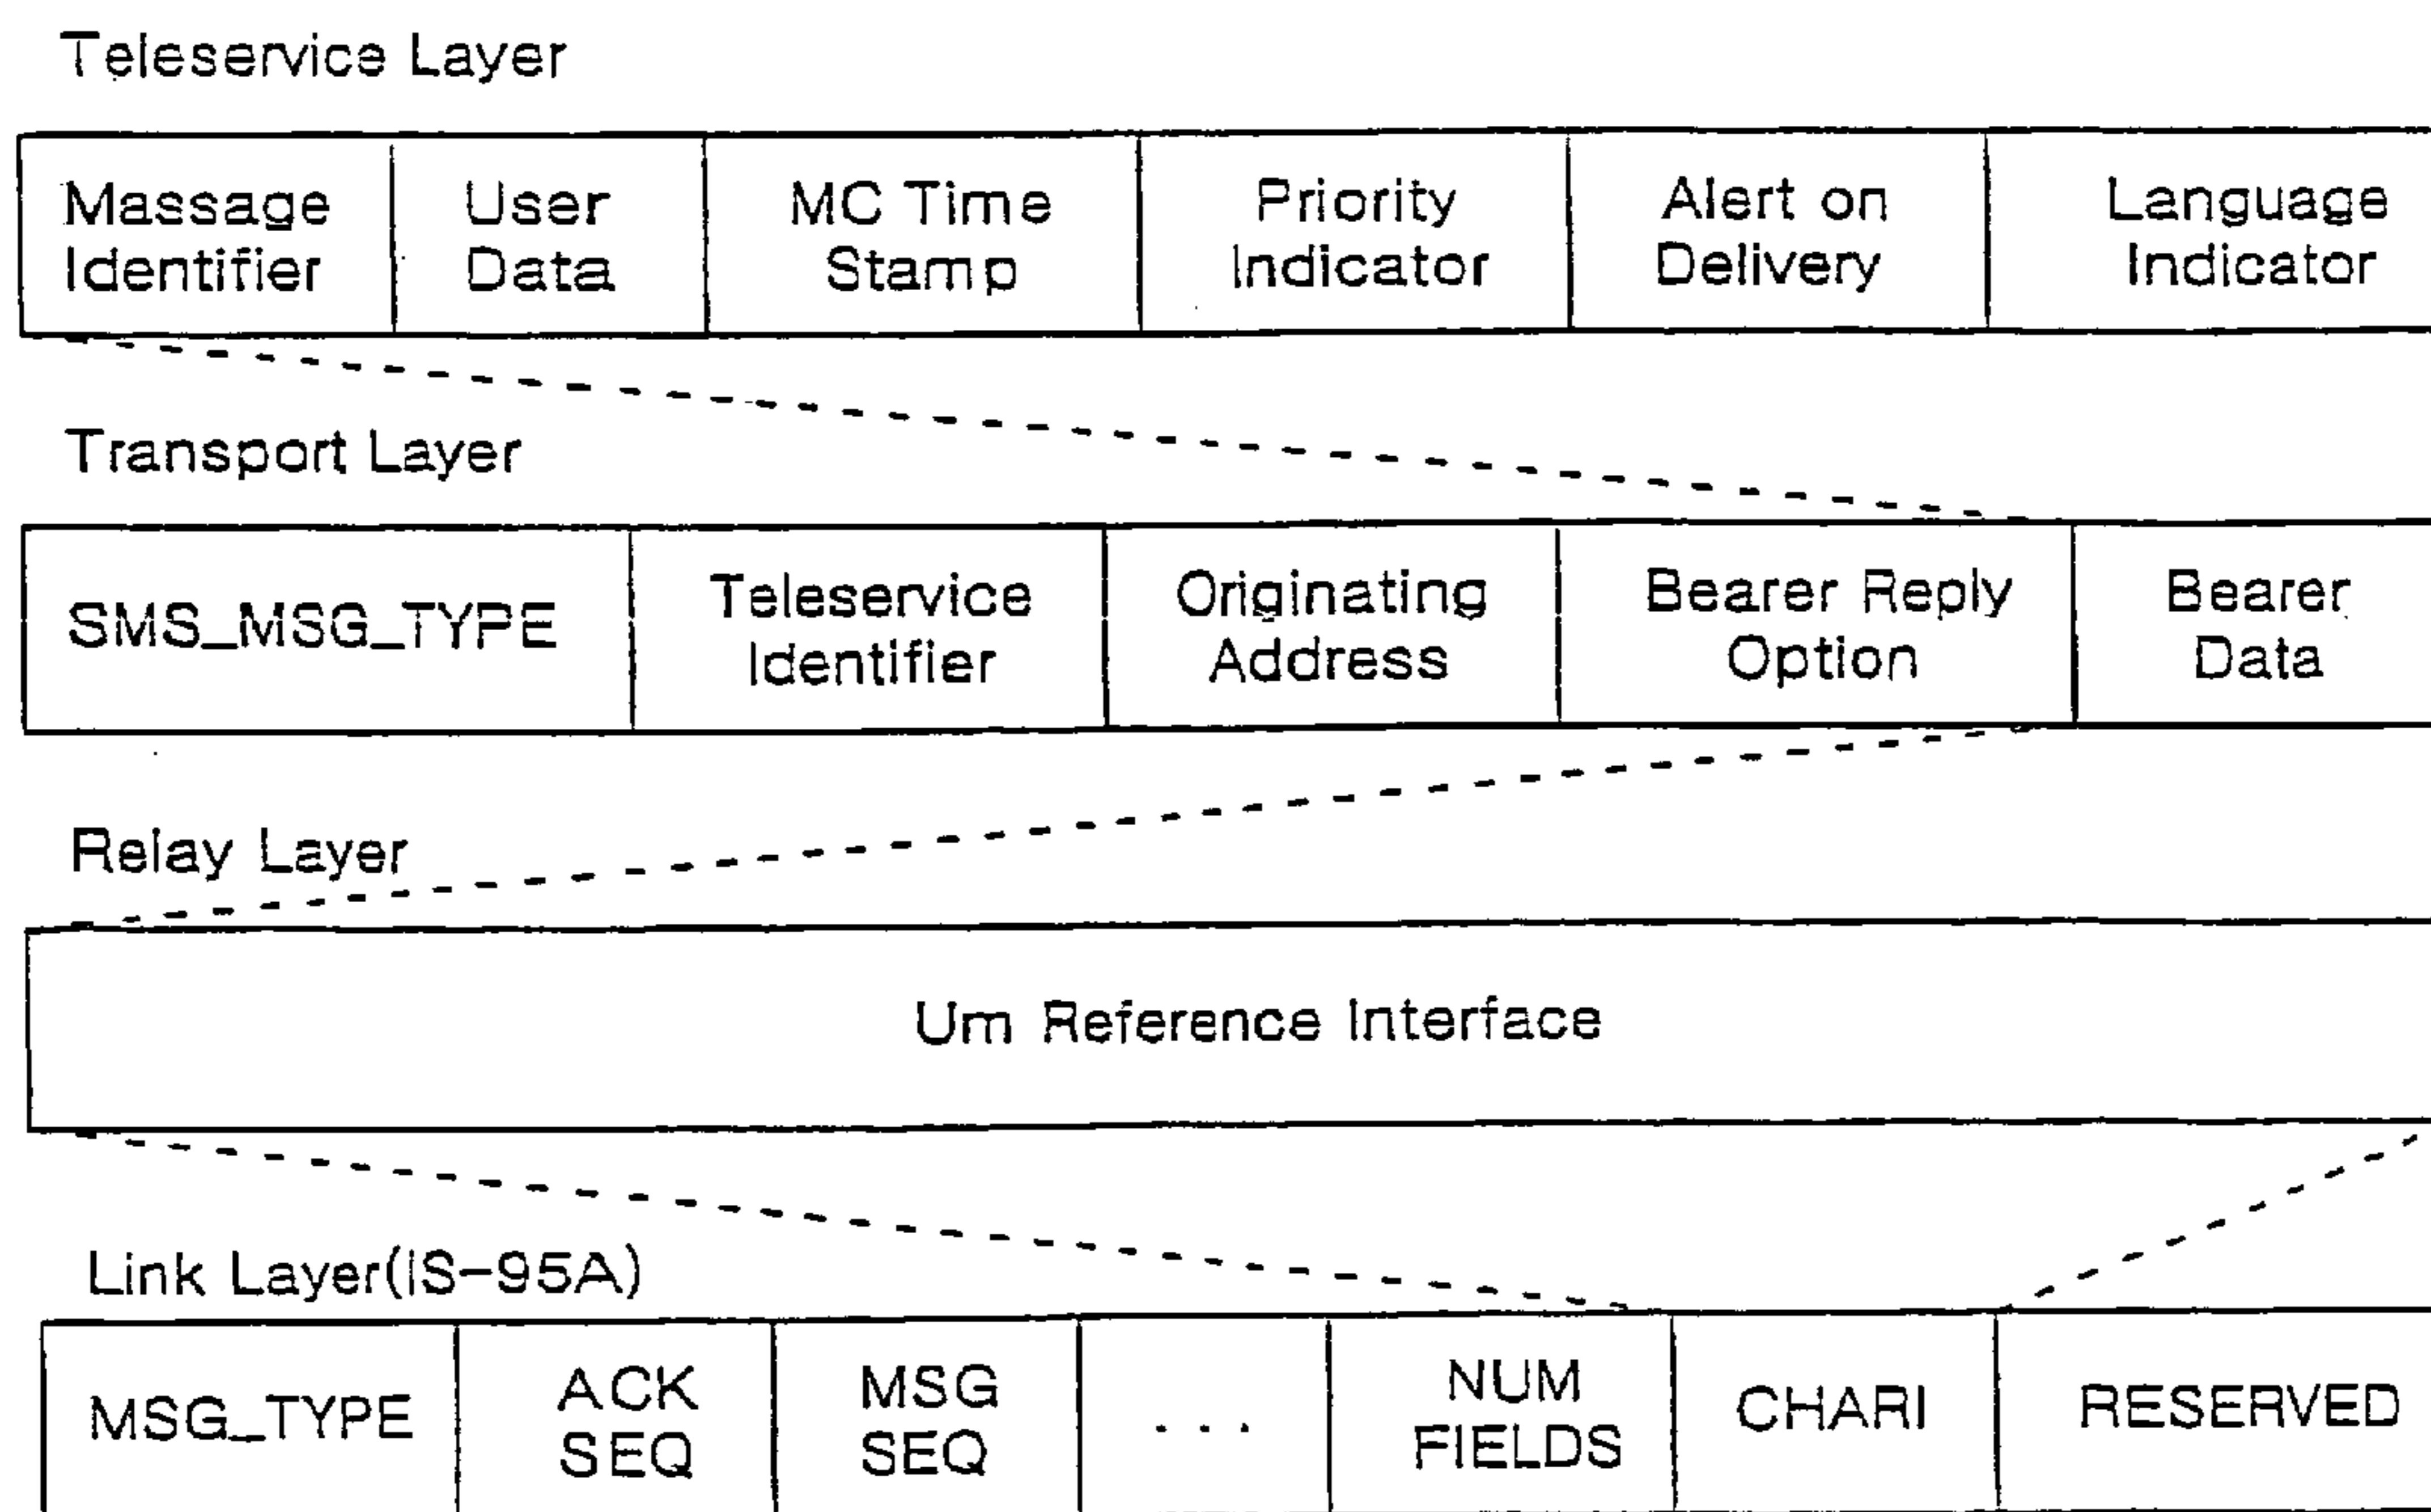 Teleservice Layer
Massage Identifier
User Data
MC Time Stamp
Priority Indicator
Alert on Delivery
Language Indicator
Transport Layer
SMS_MSG_TYPE
Teleservice Identifier
Originating Address
Bearer Reply Option
Bearer Data
Relay Layer
Um Reference Interface
Link Layer(IS-95A)
MSG_TYPE
ACK SEQ
MSG SEQ
...
NUM FIELDS
CHARI
RESERVED